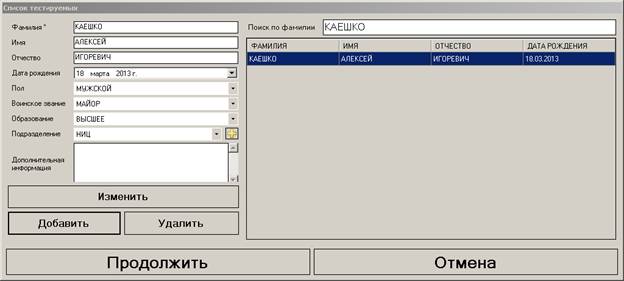 Список тестируемых
Фамилия * КАЕШКО
Имя АЛЕКСЕЙ
Отчество ИГОРЕВИЧ
Дата рождения 18 марта 2013 г.
Пол МУЖСКОЙ
Воинское звание МАЙОР
Образование ВЫСШЕЕ
Подразделение НИЦ
Дополнительная
информация
Изменить
Добавить Удалить
Поиск по фамилии КАЕШКО
ФАМИЛИЯ ИМЯ ОТЧЕСТВО ДАТА РОЖДЕНИЯ
КАЕШКО АЛЕКСЕЙ ИГОРЕВИЧ 18.03.2013
Продолжить Отмена